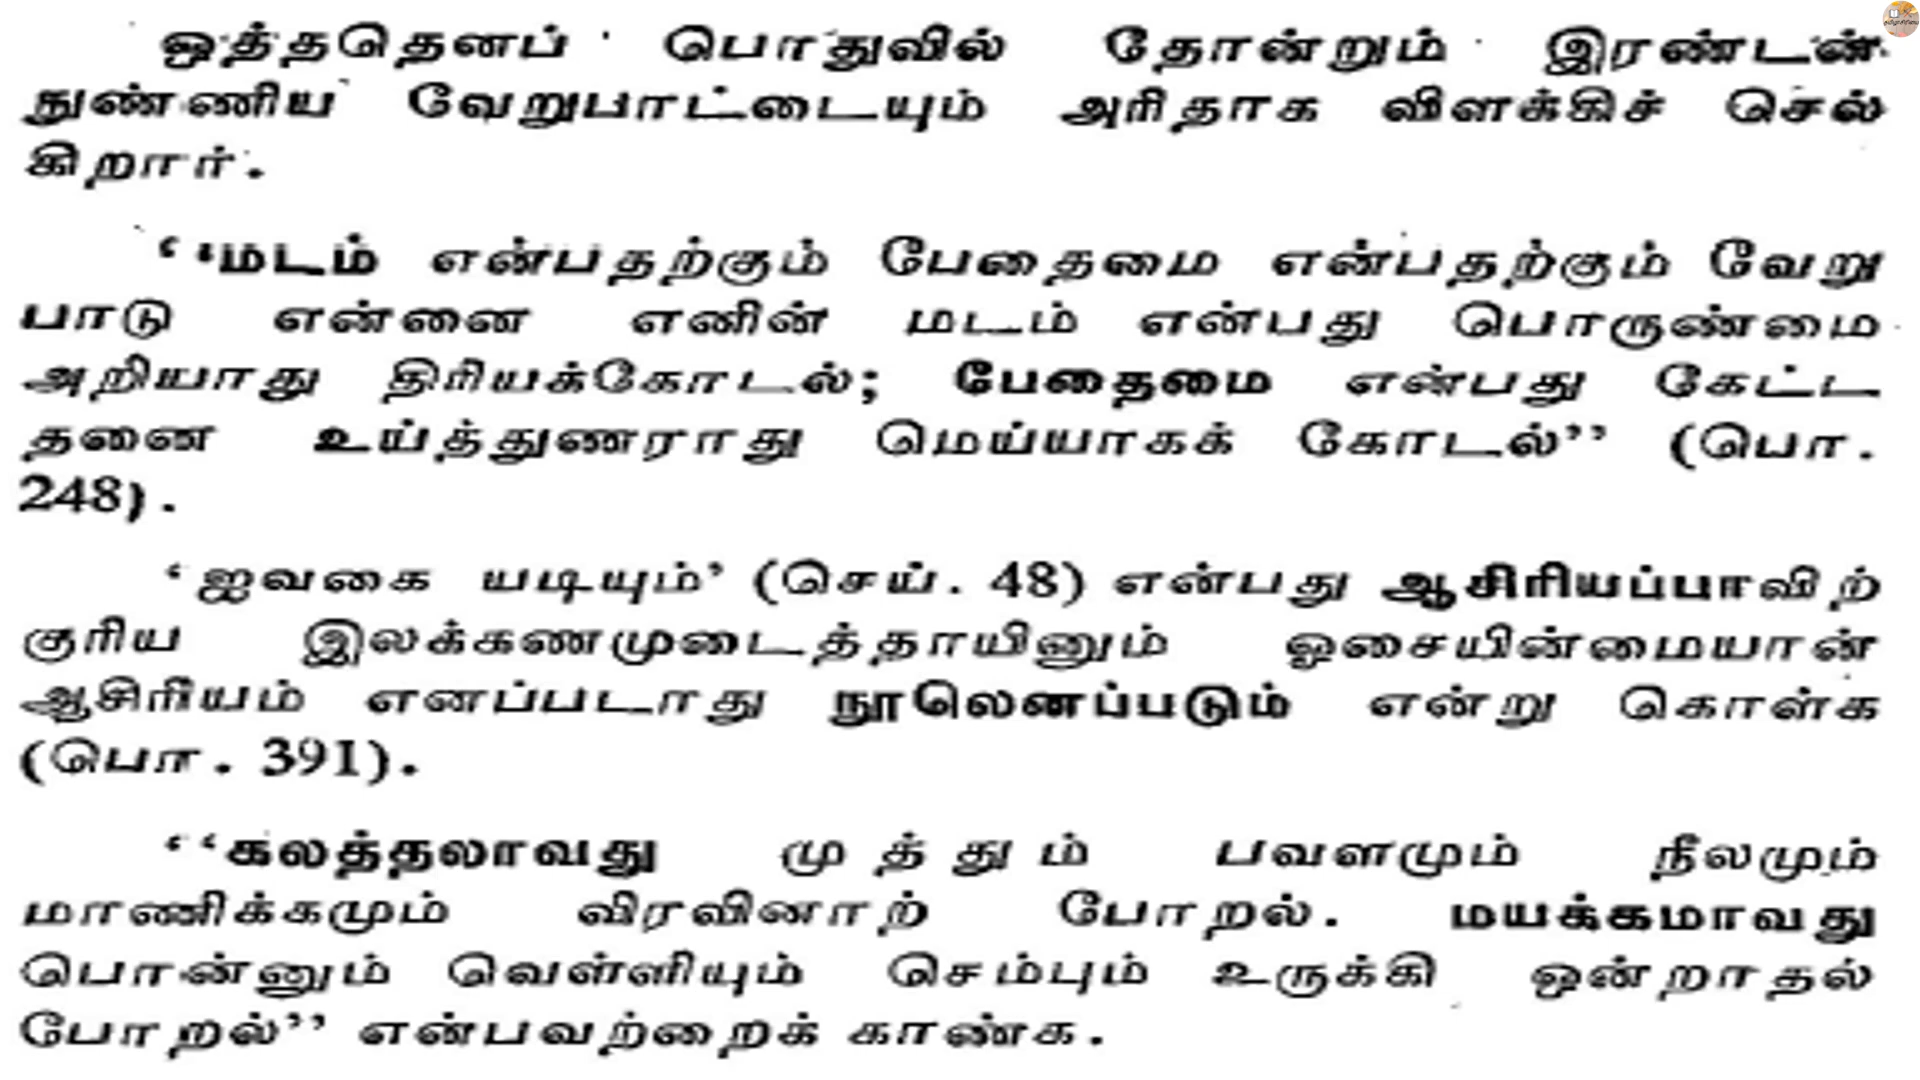 ஒத்ததெனப் பொதுவில் தோன்றும் இரண்டன்
நுண்ணிய வேறுபாட்டையும் அரிதாக விளக்கிச் செல்
கிறார்.
‘‘மடம் என்பதற்கும் பேதைமை என்பதற்கும் வேறு
பாடு என்னை எனின் மடம் என்பது பொருண்மை
அறியாது திரியக்கோடல்; பேதைமை என்பது கேட்ட
தனை உய்த்துணராது மெய்யாகக் கோடல்’’ (பொ.
248).
‘ஐவகை யடியும்’ (செய். 48) என்பது ஆசிரியப்பாவிற்
குரிய இலக்கணமுடைத்தாயினும் ஓசையின்மையான்
ஆசிரியம் எனப்படாது நூலெனப்படும் என்று கொள்க
(பொ. 391).
‘‘கலத்தலாவது முத்தும் பவளமும் நீலமும்
மாணிக்கமும் விரவினாற் போறல். மயக்கமாவது
பொன்னும் வெள்ளியும் செம்பும் உருக்கி ஒன்றாதல்
போறல்’’ என்பவற்றைக் காண்க.